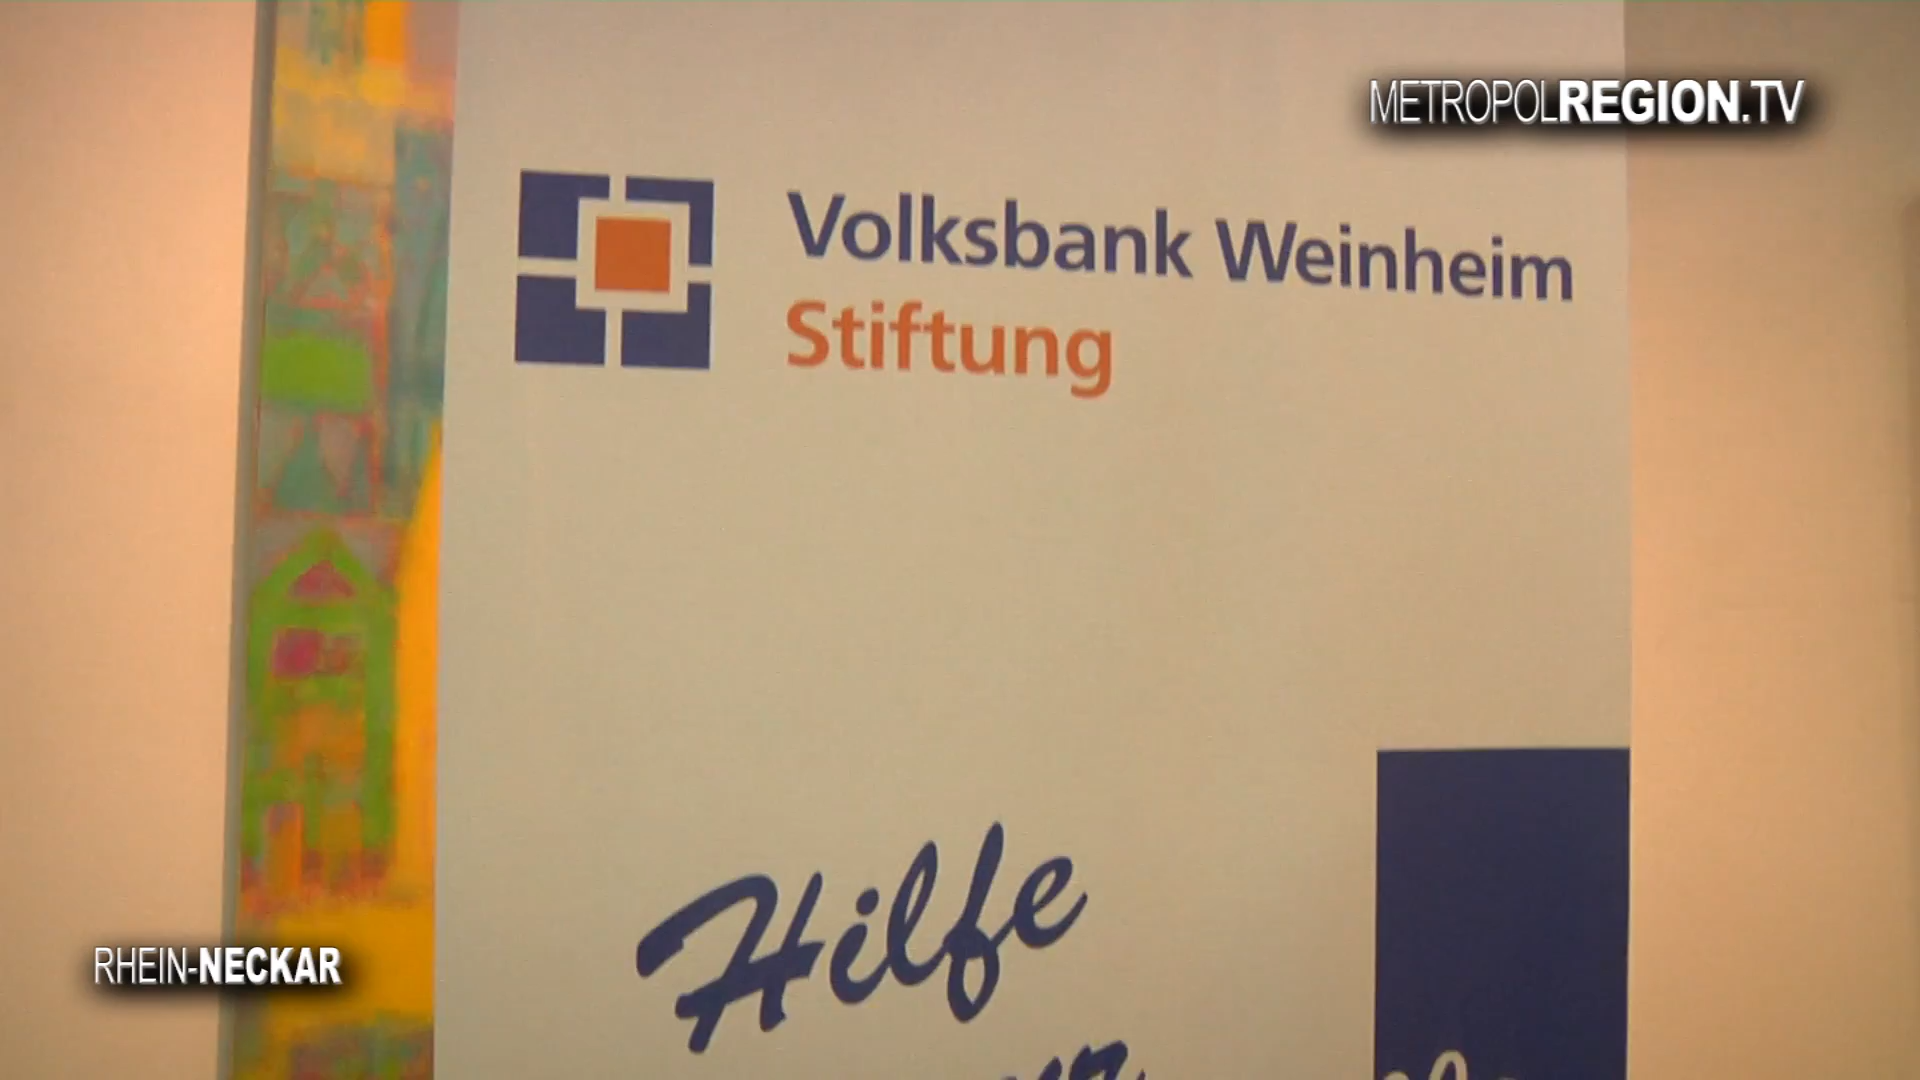 METROPOLREGION.TV
Volksbank Weinheim
Stiftung
Hilfe
RHEIN-NECKAR